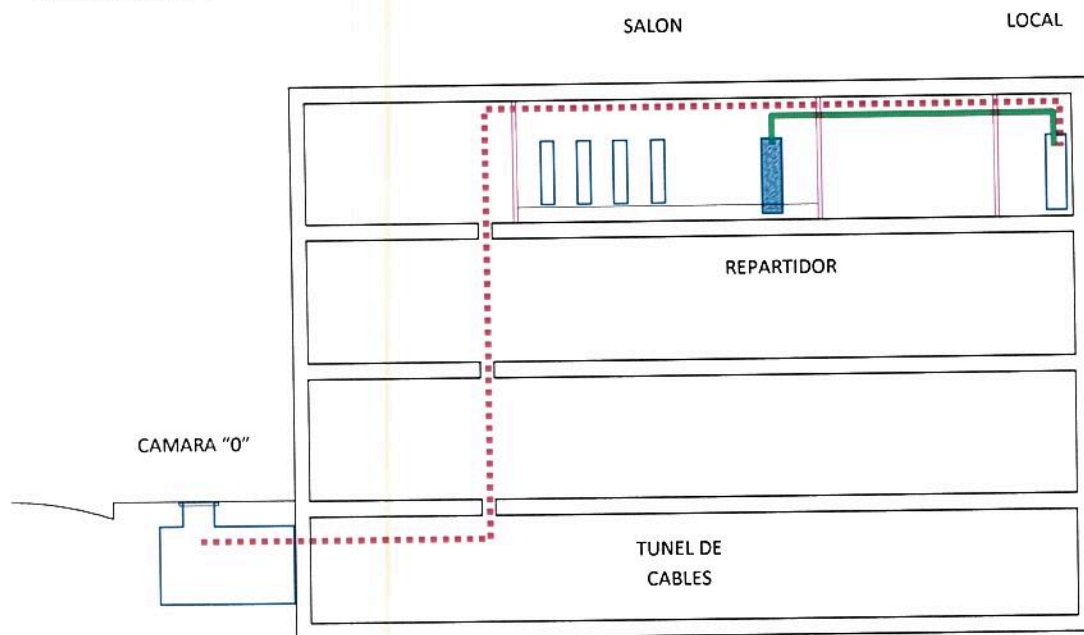 SALON
LOCAL
REPARTIDOR
CAMARA "0"
TUNEL DE
CABLES